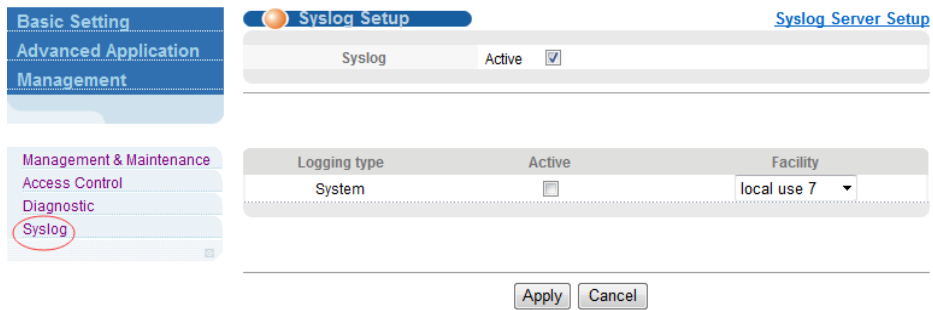 Basic Setting
Advanced Application
Management
Management & Maintenance
Access Control
Diagnostic
Syslog
Syslog Setup
Syslog Server Setup
Syslog Active
Logging type Active Facility
System local use 7
Apply Cancel